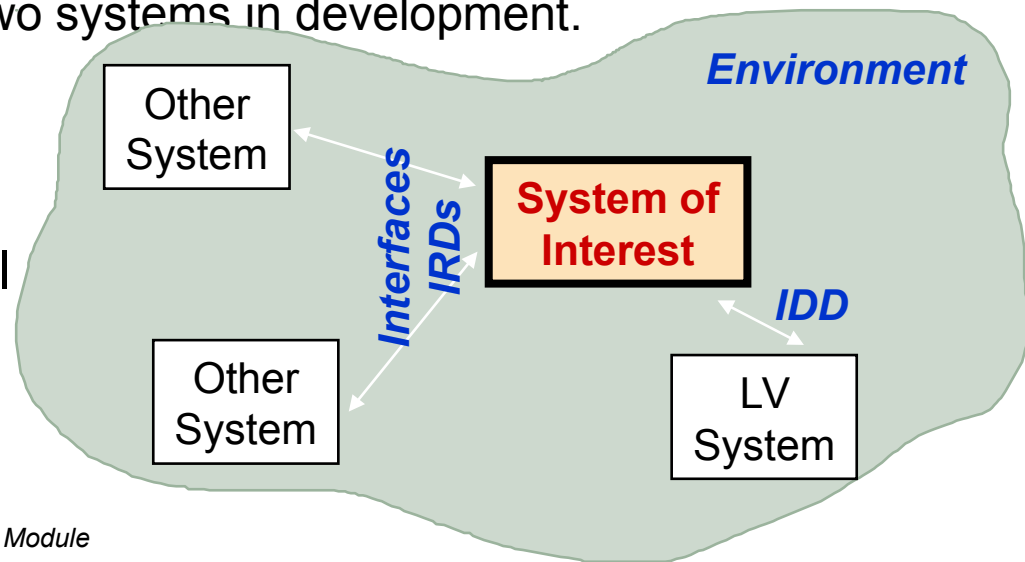 wo systems in development.
Environment
Other
System
Interfaces
IRDs
System of
Interest
IDD
Other
System
LV
System
Module